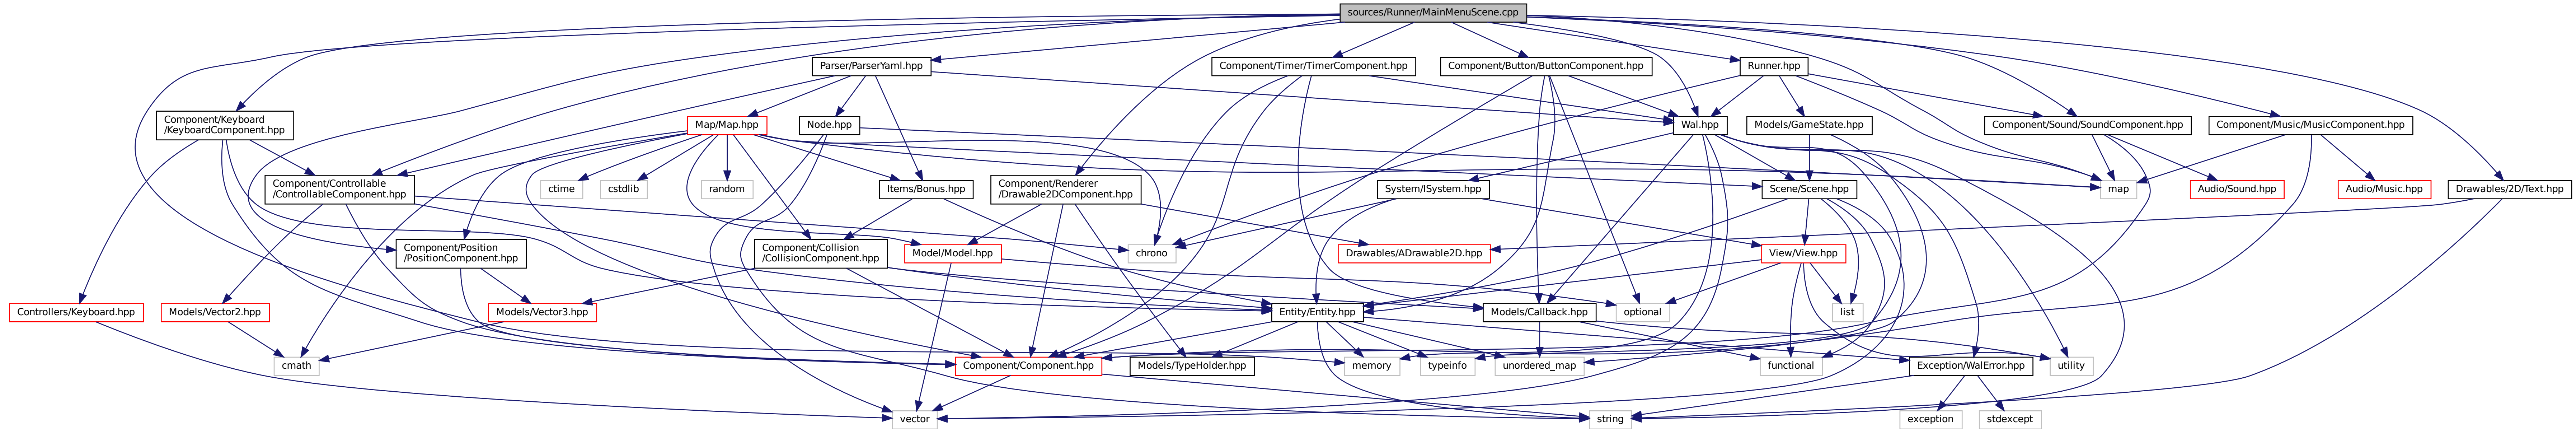 sources/Runner/MainMenuScene.cpp
Parser/ParserYaml.hpp
Component/Timer/TimerComponent.hpp
Component/Button/ButtonComponent.hpp
Runner.hpp
Component/Keyboard
/KeyboardComponent.hpp
Map/Map.hpp
Node.hpp
Wal.hpp
Models/GameState.hpp
Component/Sound/SoundComponent.hpp
Component/Music/MusicComponent.hpp
Component/Controllable
/ControllableComponent.hpp
ctime
cstdlib
random
Items/Bonus.hpp
Component/Renderer
/Drawable2DComponent.hpp
System/ISystem.hpp
Scene/Scene.hpp
map
Audio/Sound.hpp
Audio/Music.hpp
Drawables/2D/Text.hpp
Component/Position
/PositionComponent.hpp
chrono
Component/Collision
/CollisionComponent.hpp
Model/Model.hpp
Drawables/ADrawable2D.hpp
View/View.hpp
Controllers/Keyboard.hpp
Models/Vector2.hpp
Models/Vector3.hpp
Entity/Entity.hpp
Models/Callback.hpp
optional
list
cmath
Component/Component.hpp
Models/TypeHolder.hpp
memory
typeinfo
unordered_map
functional
Exception/WalError.hpp
utility
vector
string
exception
stdexcept